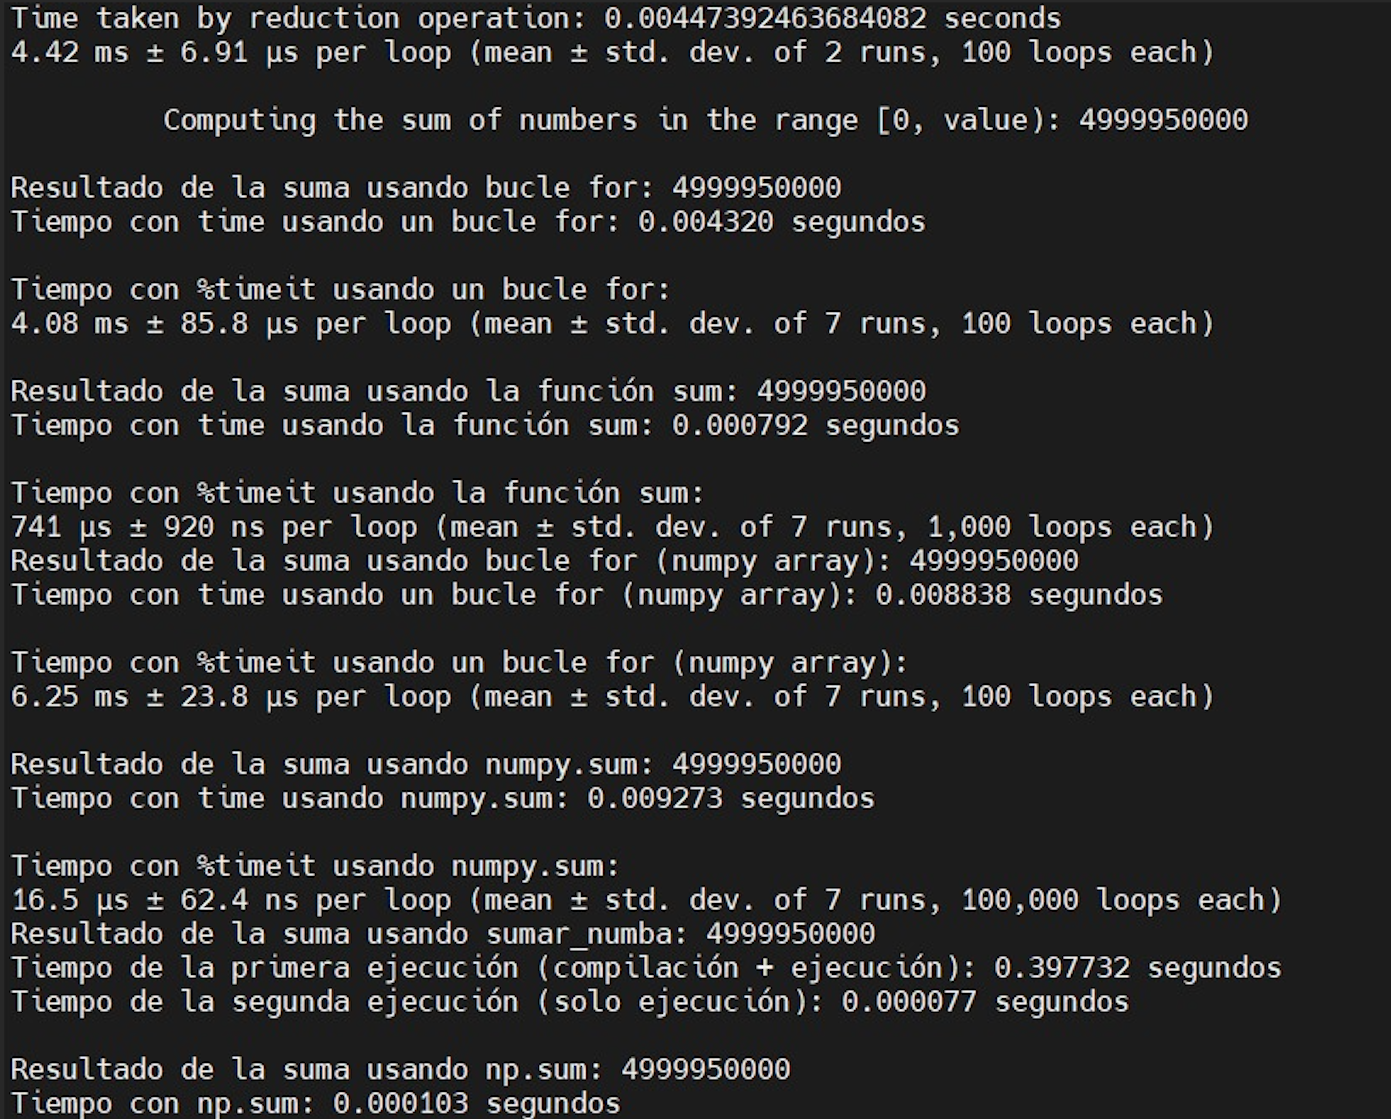 Time taken by reduction operation: 0.00447392463684082 seconds
4.42 ms ± 6.91 µs per loop (mean ± std. dev. of 2 runs, 100 loops each)
Computing the sum of numbers in the range [0, value): 4999950000
Resultado de la suma usando bucle for: 4999950000
Tiempo con time usando un bucle for: 0.004320 segundos
Tiempo con %timeit usando un bucle for:
4.08 ms ± 85.8 µs per loop (mean ± std. dev. of 7 runs, 100 loops each)
Resultado de la suma usando la función sum: 4999950000
Tiempo con time usando la función sum: 0.000792 segundos
Tiempo con %timeit usando la función sum:
741 µs ± 920 ns per loop (mean ± std. dev. of 7 runs, 1,000 loops each)
Resultado de la suma usando bucle for (numpy array): 4999950000
Tiempo con time usando un bucle for (numpy array): 0.008838 segundos
Tiempo con %timeit usando un bucle for (numpy array):
6.25 ms ± 23.8 µs per loop (mean ± std. dev. of 7 runs, 100 loops each)
Resultado de la suma usando numpy.sum: 4999950000
Tiempo con time usando numpy.sum: 0.009273 segundos
Tiempo con %timeit usando numpy.sum:
16.5 µs ± 62.4 ns per loop (mean ± std. dev. of 7 runs, 100,000 loops each)
Resultado de la suma usando sumar_numba: 4999950000
Tiempo de la primera ejecución (compilación + ejecución): 0.397732 segundos
Tiempo de la segunda ejecución (solo ejecución): 0.000077 segundos
Resultado de la suma usando np.sum: 4999950000
Tiempo con np.sum: 0.000103 segundos